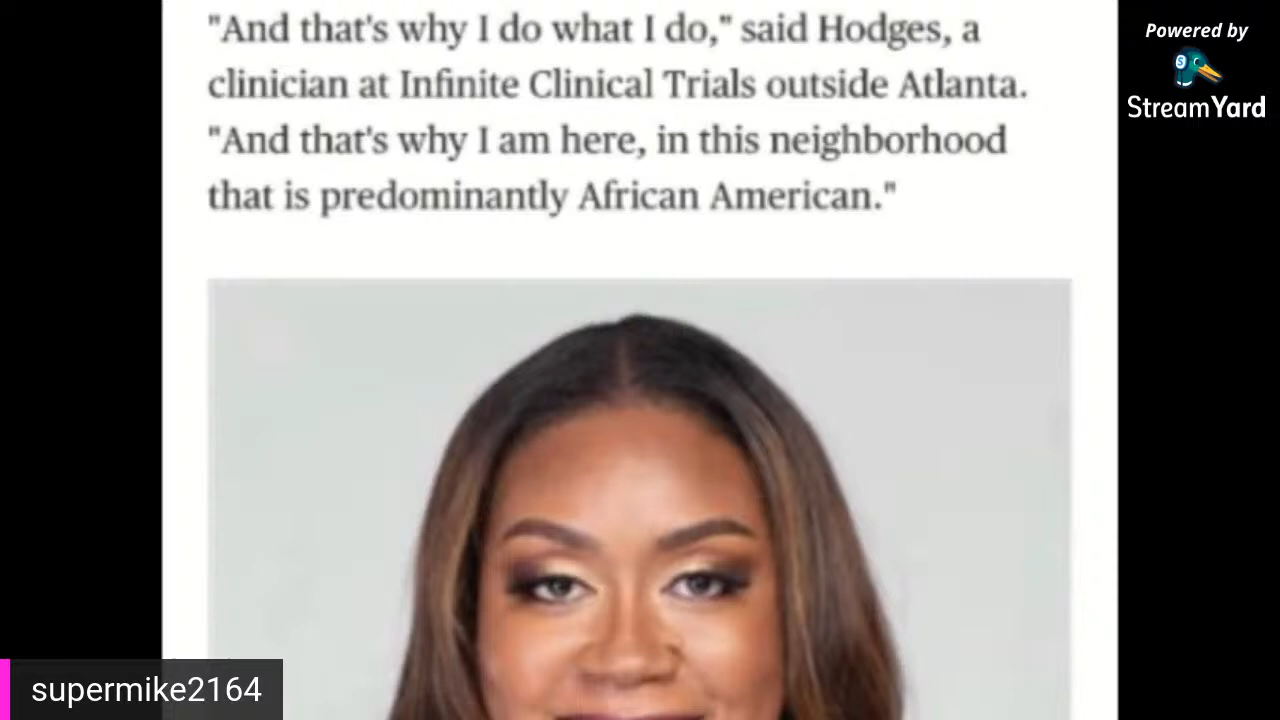 "And that's why I do what I do," said Hodges, a
clinician at Infinite Clinical Trials outside Atlanta.
"And that's why I am here, in this neighborhood
that is predominantly African American."
Powered by
S
StreamYard
supermike2164